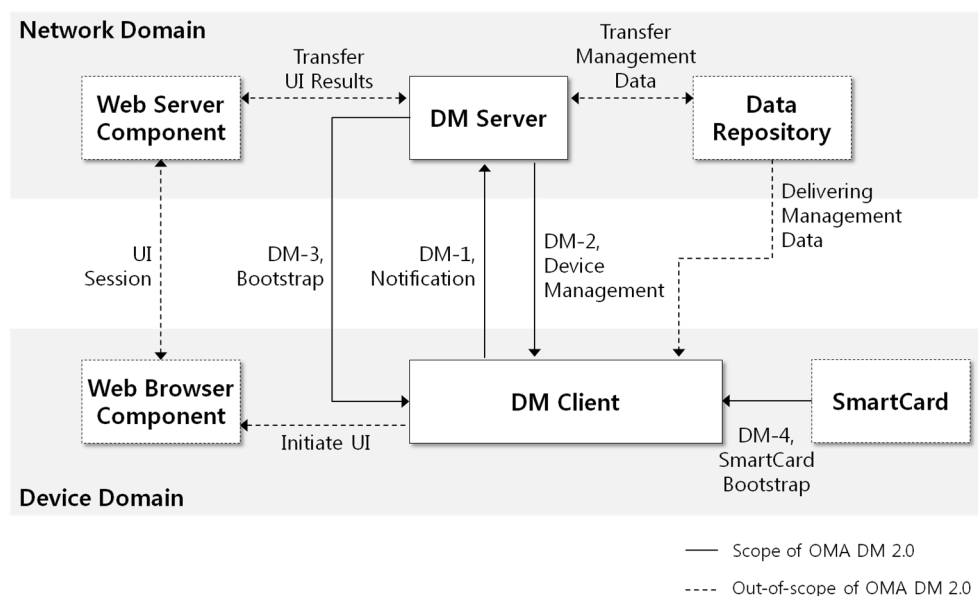 Network Domain
Transfer
UI Results
Transfer
Management
Data
Web Server
Component
DM Server
Data
Repository
Delivering
Management
Data
UI
Session
DM-3,
Bootstrap
DM-1,
Notification
DM-2,
Device
Management
Web Browser
Component
DM Client
SmartCard
Initiate UI
DM-4,
SmartCard
Bootstrap
Device Domain
Scope of OMA DM 2.0
Out-of-scope of OMA DM 2.0